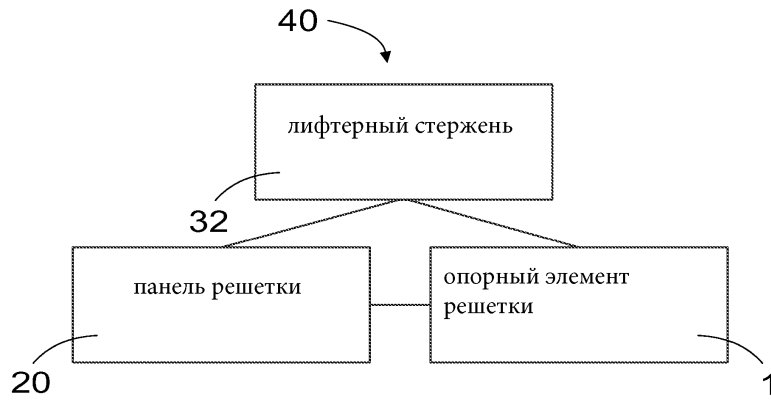 40
лифтерный стержень
32
панель решетки
опорный элемент
решетки
20
1